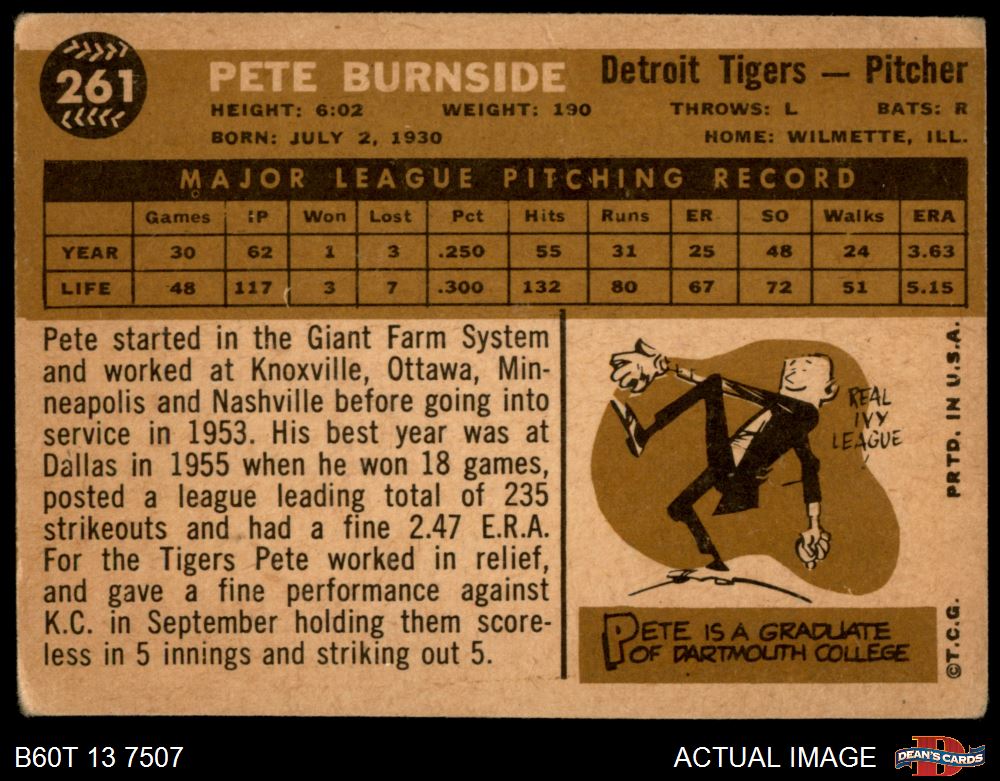 261
PETE BURNSIDE
Detroit Tigers — Pitcher
HEIGHT: 6:02 WEIGHT: 190 THROWS: L BATS: R
BORN: JULY 2, 1930 HOME: WILMETTE, ILL.
MAJOR LEAGUE PITCHING RECORD
Games IP Won Lost Pct Hits Runs ER SO Walks ERA
YEAR 30 62 1 3 .250 55 31 25 48 24 3.63
LIFE 48 117 3 7 .300 132 80 67 72 51 5.15
Pete started in the Giant Farm System
and worked at Knoxville, Ottawa, Min-
neapolis and Nashville before going into
service in 1953. His best year was at
Dallas in 1955 when he won 18 games,
posted a league leading total of 235
strikeouts and had a fine 2.47 E.R.A.
For the Tigers Pete worked in relief,
and gave a fine performance against
K.C. in September holding them score-
less in 5 innings and striking out 5.
REAL
IVY
LEAGUE
!
PETE IS A GRADUATE
OF DARTMOUTH COLLEGE
©T.C.G. PRTD. IN U.S.A.
B60T 13 7507
ACTUAL IMAGE
D
DEAN'S CARDS